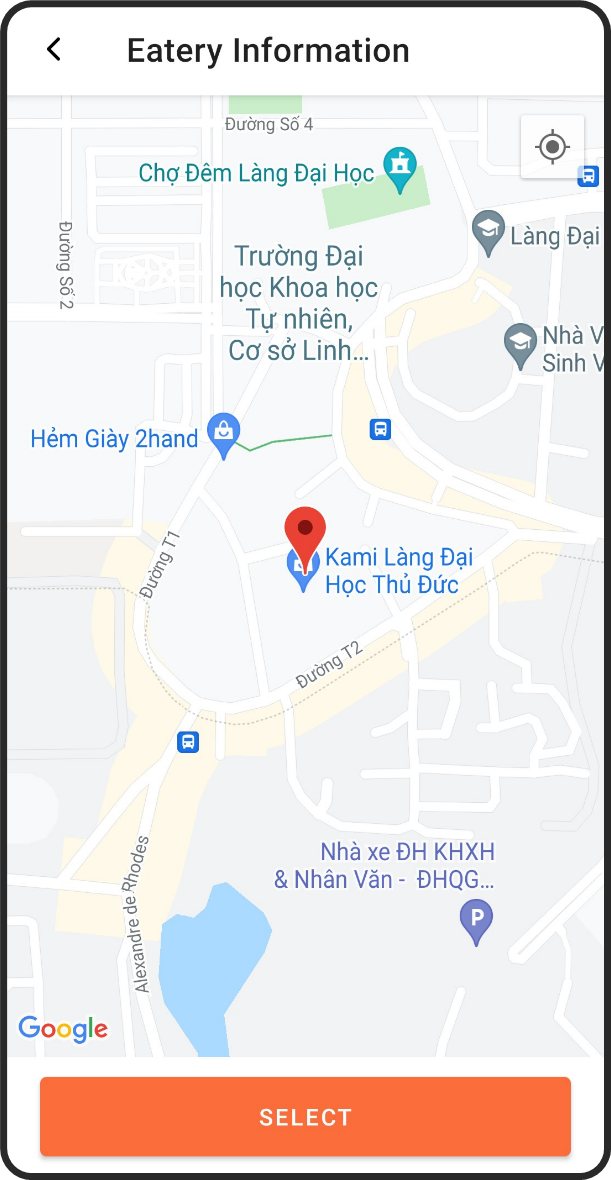 Eatery Information
Đường Số 4
Chợ Đêm Làng Đại Học
Làng Đại
Đường Số 2
Trường Đại
học Khoa học
Tự nhiên,
Cơ sở Linh...
Nhà V
Sinh V
Hẻm Giày 2hand
Đường T1
Kami Làng Đại
Học Thủ Đức
Đường T2
Nhà xe ĐH KHXH
& Nhân Văn - ĐHQG...
P
Alexandre de Rhodes
Google
SELECT